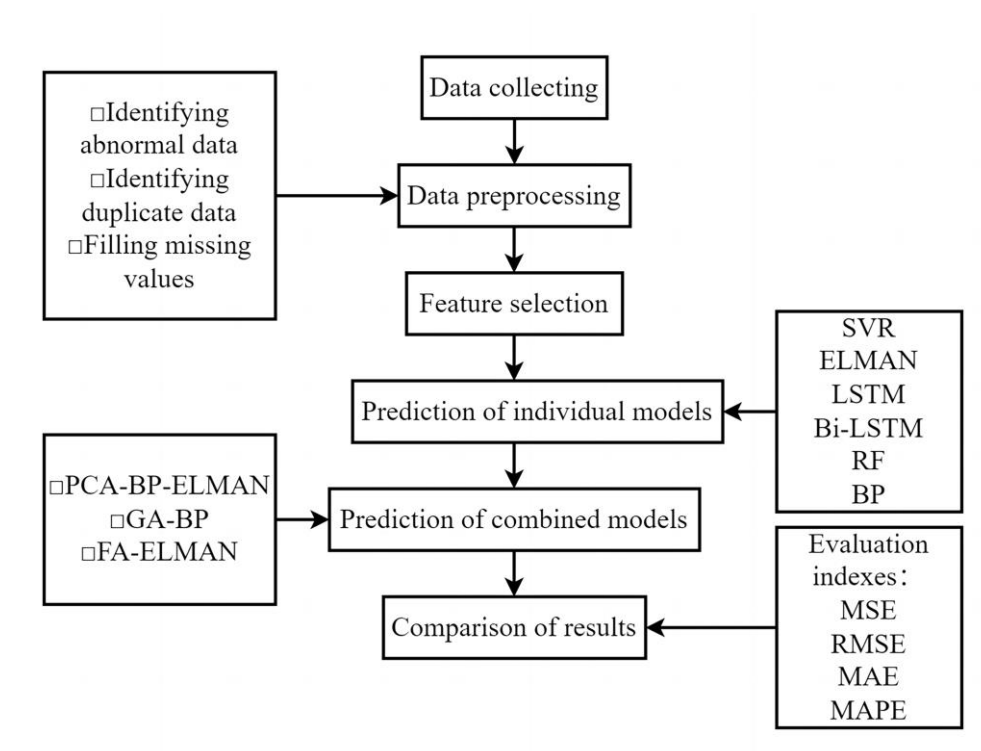 Data collecting
□Identifying
abnormal data
□Identifying
duplicate data
□Filling missing
values
Data preprocessing
Feature selection
Prediction of individual models
SVR
ELMAN
LSTM
Bi-LSTM
RF
BP
□PCA-BP-ELMAN
□GA-BP
□FA-ELMAN
Prediction of combined models
Comparison of results
Evaluation
indexes：
MSE
RMSE
MAE
MAPE